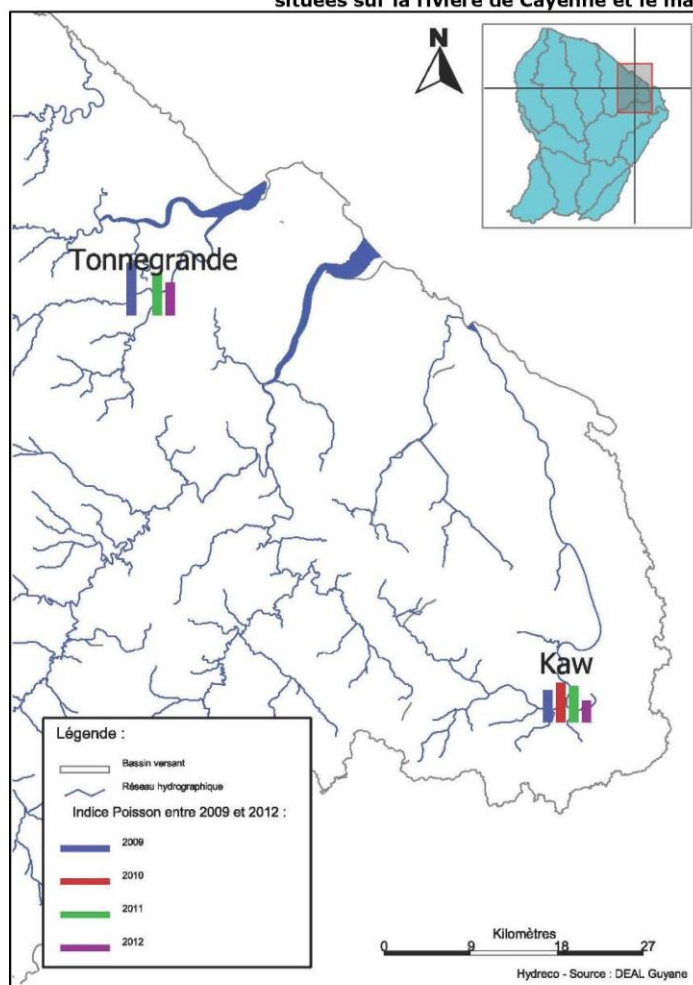 situées sur la rivière de Cayenne et le ma
N
Tonnegrande
Kaw
Légende :
Bassin versant
Réseau hydrographique
Indice Poisson entre 2009 et 2012 :
2009
2010
2011
2012
Kilomètres
0 9 18 27
Hydreco - Source : DEAL Guyane